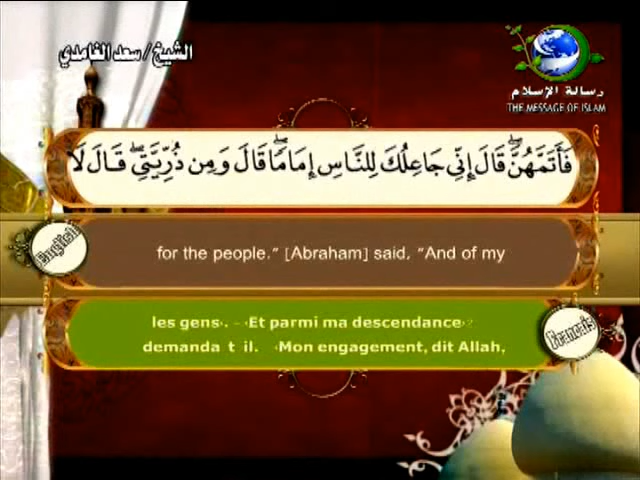 الشيخ / سعد الغامدي
رسالة الإسلام
THE MESSAGE OF ISLAM
فَأَتَمَّهُنَّ ۖ قَالَ إِنِّي جَاعِلُكَ لِلنَّاسِ إِمَامًا ۖ قَالَ وَمِن ذُرِّيَّتِي ۖ قَالَ لَا
English
for the people." [Abraham] said, "And of my
les gens». - «Et parmi ma descendance»?
demanda t il. «Mon engagement, dit Allah,
Francais